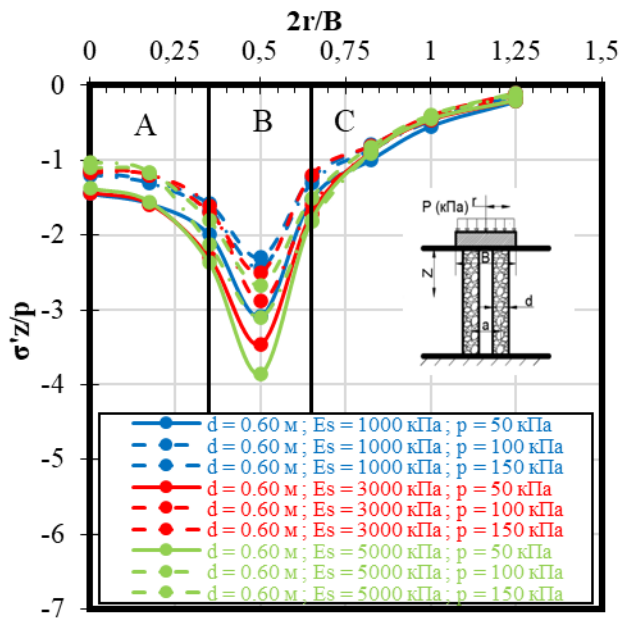 2r/B
0 0,25 0,5 0,75 1 1,25 1,5
0
-1
-2
-3
-4
-5
-6
-7
σ'z/p
A B C
r
P (кПа)
B
Z
d
a
d = 0.60 м ; Es = 1000 кПа; p = 50 кПа
d = 0.60 м ; Es = 1000 кПа; p = 100 кПа
d = 0.60 м ; Es = 1000 кПа; p = 150 кПа
d = 0.60 м ; Es = 3000 кПа; p = 50 кПа
d = 0.60 м ; Es = 3000 кПа; p = 100 кПа
d = 0.60 м ; Es = 3000 кПа; p = 150 кПа
d = 0.60 м ; Es = 5000 кПа; p = 50 кПа
d = 0.60 м ; Es = 5000 кПа; p = 100 кПа
d = 0.60 м ; Es = 5000 кПа; p = 150 кПа